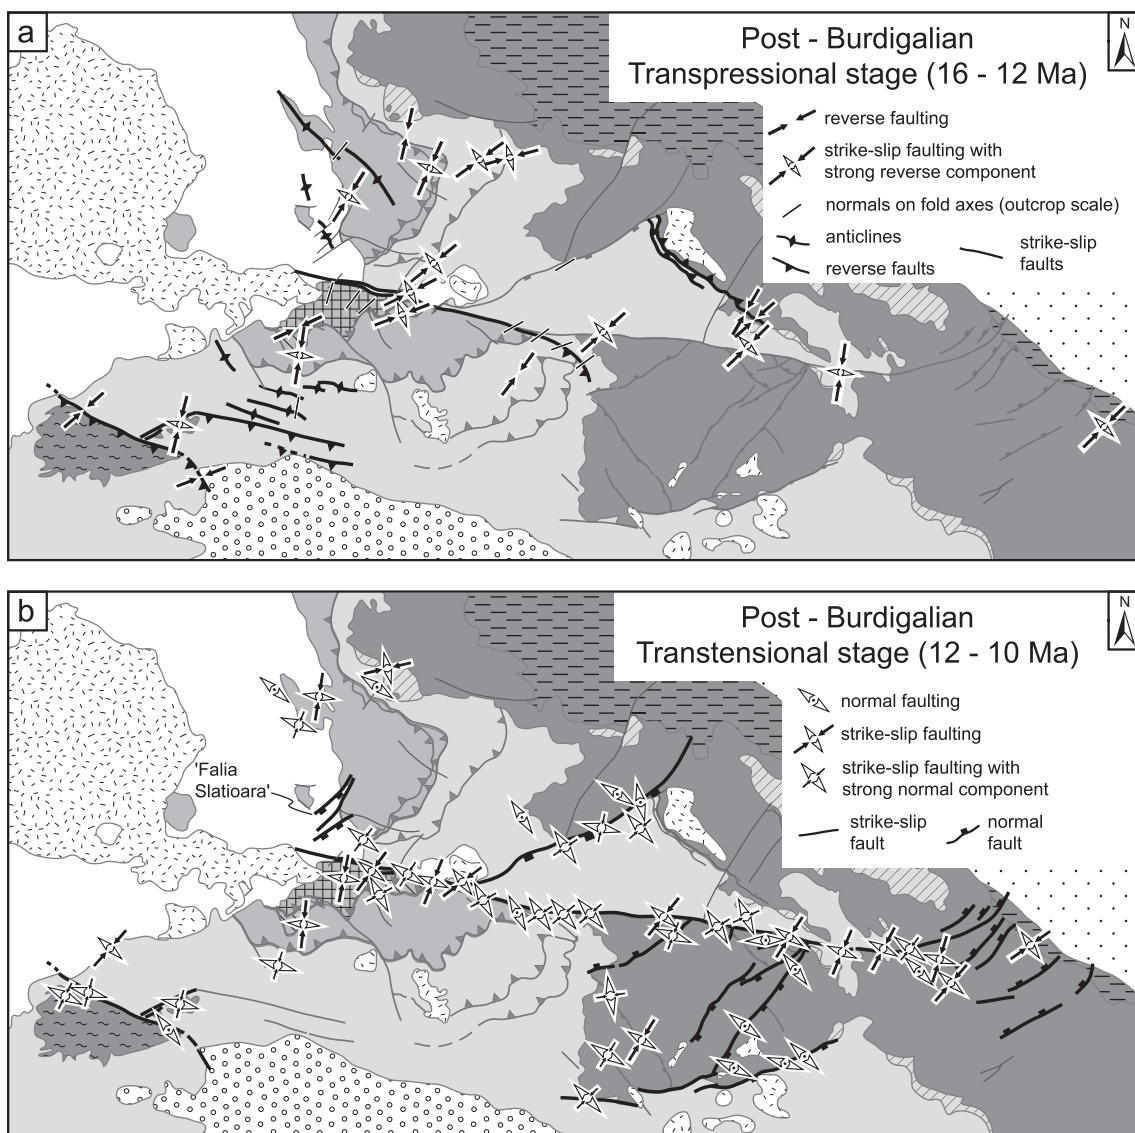 a
Post - Burdigalian
Transpressional stage (16 - 12 Ma)
N
reverse faulting
strike-slip faulting with
strong reverse component
normals on fold axes (outcrop scale)
anticlines
reverse faults
strike-slip
faults
b
Post - Burdigalian
Transtensional stage (12 - 10 Ma)
N
normal faulting
strike-slip faulting
strike-slip faulting with
strong normal component
strike-slip
fault
normal
fault
'Falia
Slatioara'